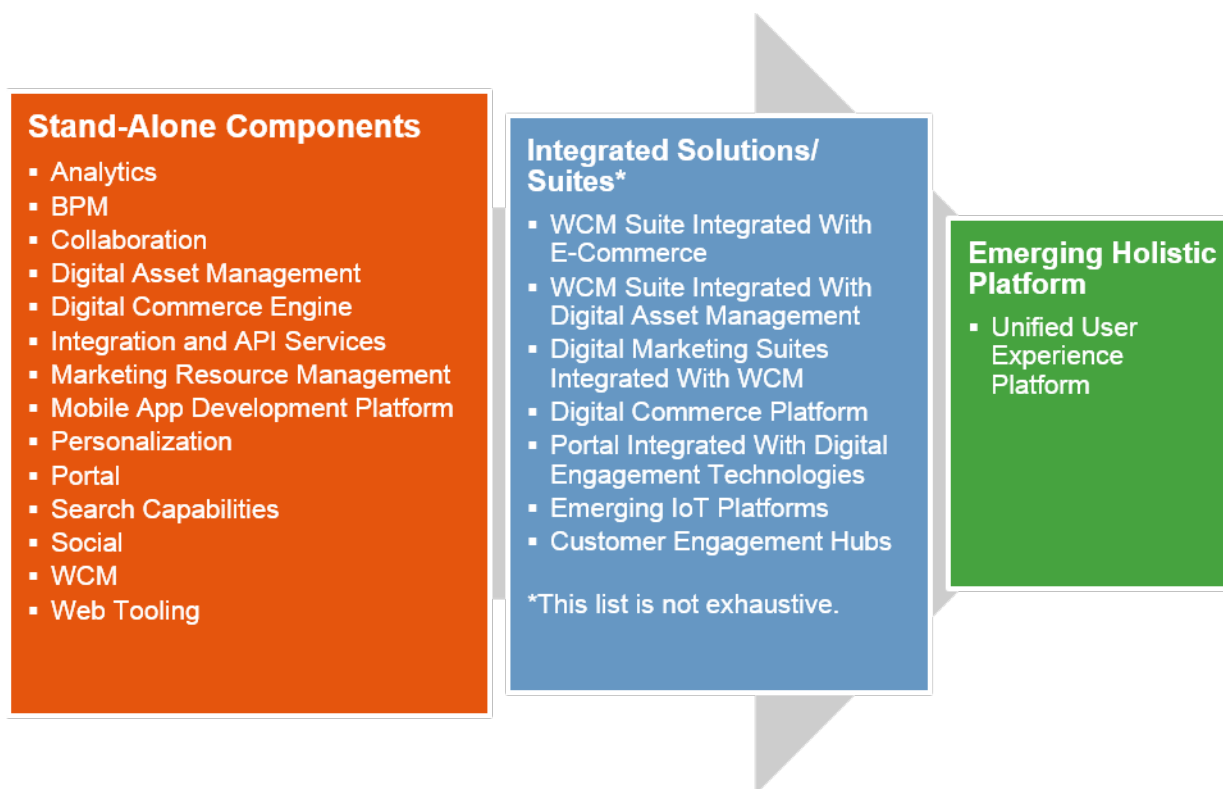 Stand-Alone Components
▪ Analytics
▪ BPM
▪ Collaboration
▪ Digital Asset Management
▪ Digital Commerce Engine
▪ Integration and API Services
▪ Marketing Resource Management
▪ Mobile App Development Platform
▪ Personalization
▪ Portal
▪ Search Capabilities
▪ Social
▪ WCM
▪ Web Tooling
Integrated Solutions/
Suites*
▪ WCM Suite Integrated With
E-Commerce
▪ WCM Suite Integrated With
Digital Asset Management
▪ Digital Marketing Suites
Integrated With WCM
▪ Digital Commerce Platform
▪ Portal Integrated With Digital
Engagement Technologies
▪ Emerging IoT Platforms
▪ Customer Engagement Hubs
*This list is not exhaustive.
Emerging Holistic
Platform
▪ Unified User
Experience
Platform